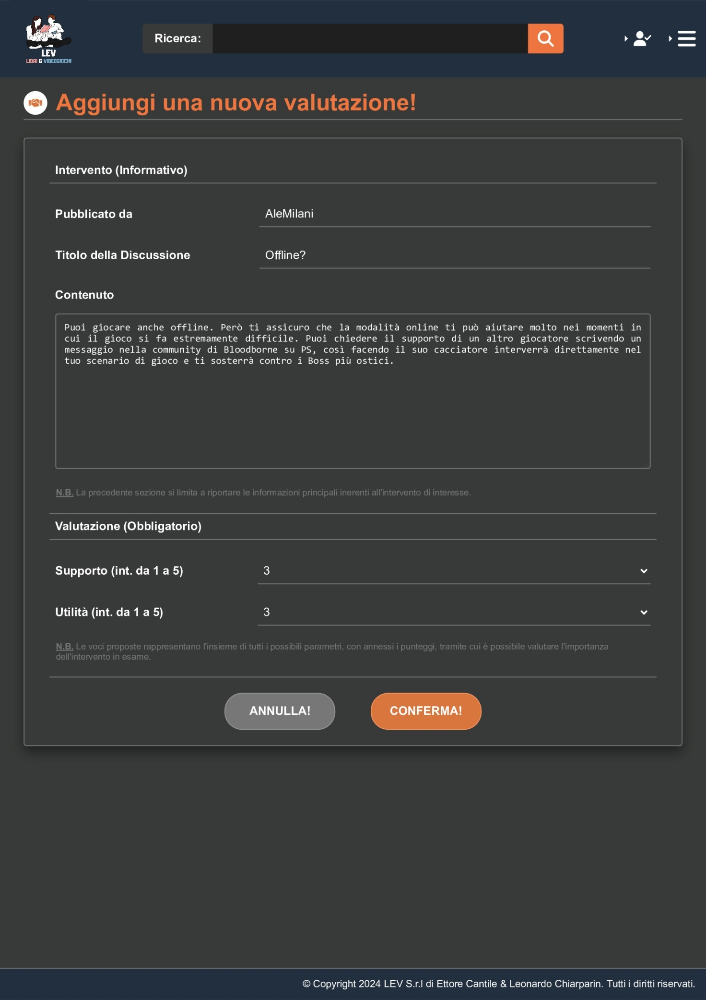 LEV
LIBRI & VIDEOGIOCHI
Ricerca:
Aggiungi una nuova valutazione!
Intervento (Informativo)
Pubblicato da
AleMilani
Titolo della Discussione
Offline?
Contenuto
Puoi giocare anche offline. Però ti assicuro che la modalità online ti può aiutare molto nei momenti in
cui il gioco si fa estremamente difficile. Puoi chiedere il supporto di un altro giocatore scrivendo un
messaggio nella community di Bloodborne su PS, così facendo il suo cacciatore interverrà direttamente nel
tuo scenario di gioco e ti sosterrà contro i Boss più ostici.
N.B. La precedente sezione si limita a riportare le informazioni principali inerenti all'intervento di interesse.
Valutazione (Obbligatorio)
Supporto (int. da 1 a 5)
3
Utilità (int. da 1 a 5)
3
N.B. Le voci proposte rappresentano l'insieme di tutti i possibili parametri, con annessi i punteggi, tramite cui è possibile valutare l'importanza
dell'intervento in esame.
ANNULLA!
CONFERMA!
© Copyright 2024 LEV S.r.l di Ettore Cantile & Leonardo Chiarparin. Tutti i diritti riservati.